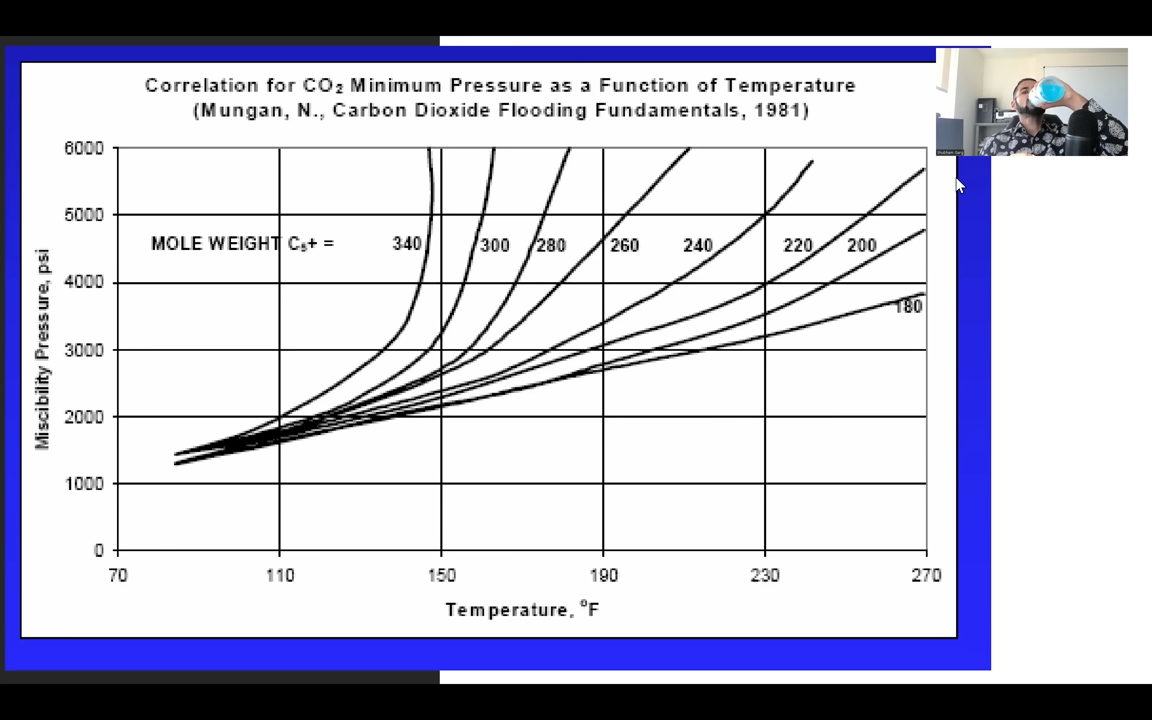 Correlation for CO₂ Minimum Pressure as a Function of Temperature
(Mungan, N., Carbon Dioxide Flooding Fundamentals, 1981)
6000
5000
MOLE WEIGHT C₅+ = 340 300 280 260 240 220 200
4000
180
3000
2000
1000
0
Miscibility Pressure, psi
70 110 150 190 230 270
Temperature, °F